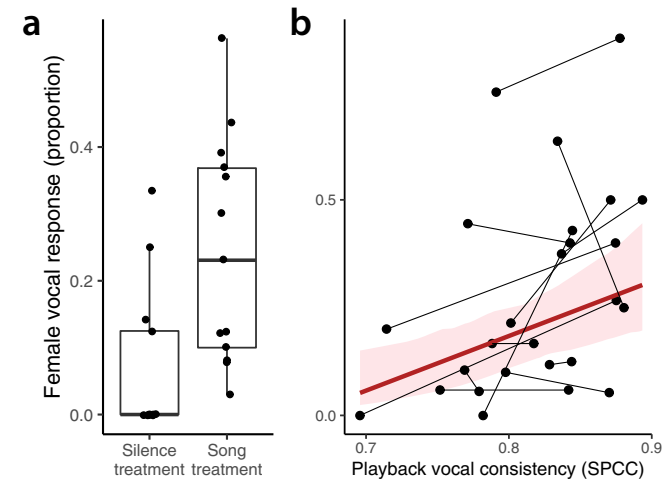 a
b
Female vocal response (proportion)
0.4
0.2
0.0
Silence
treatment
Song
treatment
0.5
0.0
0.7
0.8
0.9
Playback vocal consistency (SPCC)